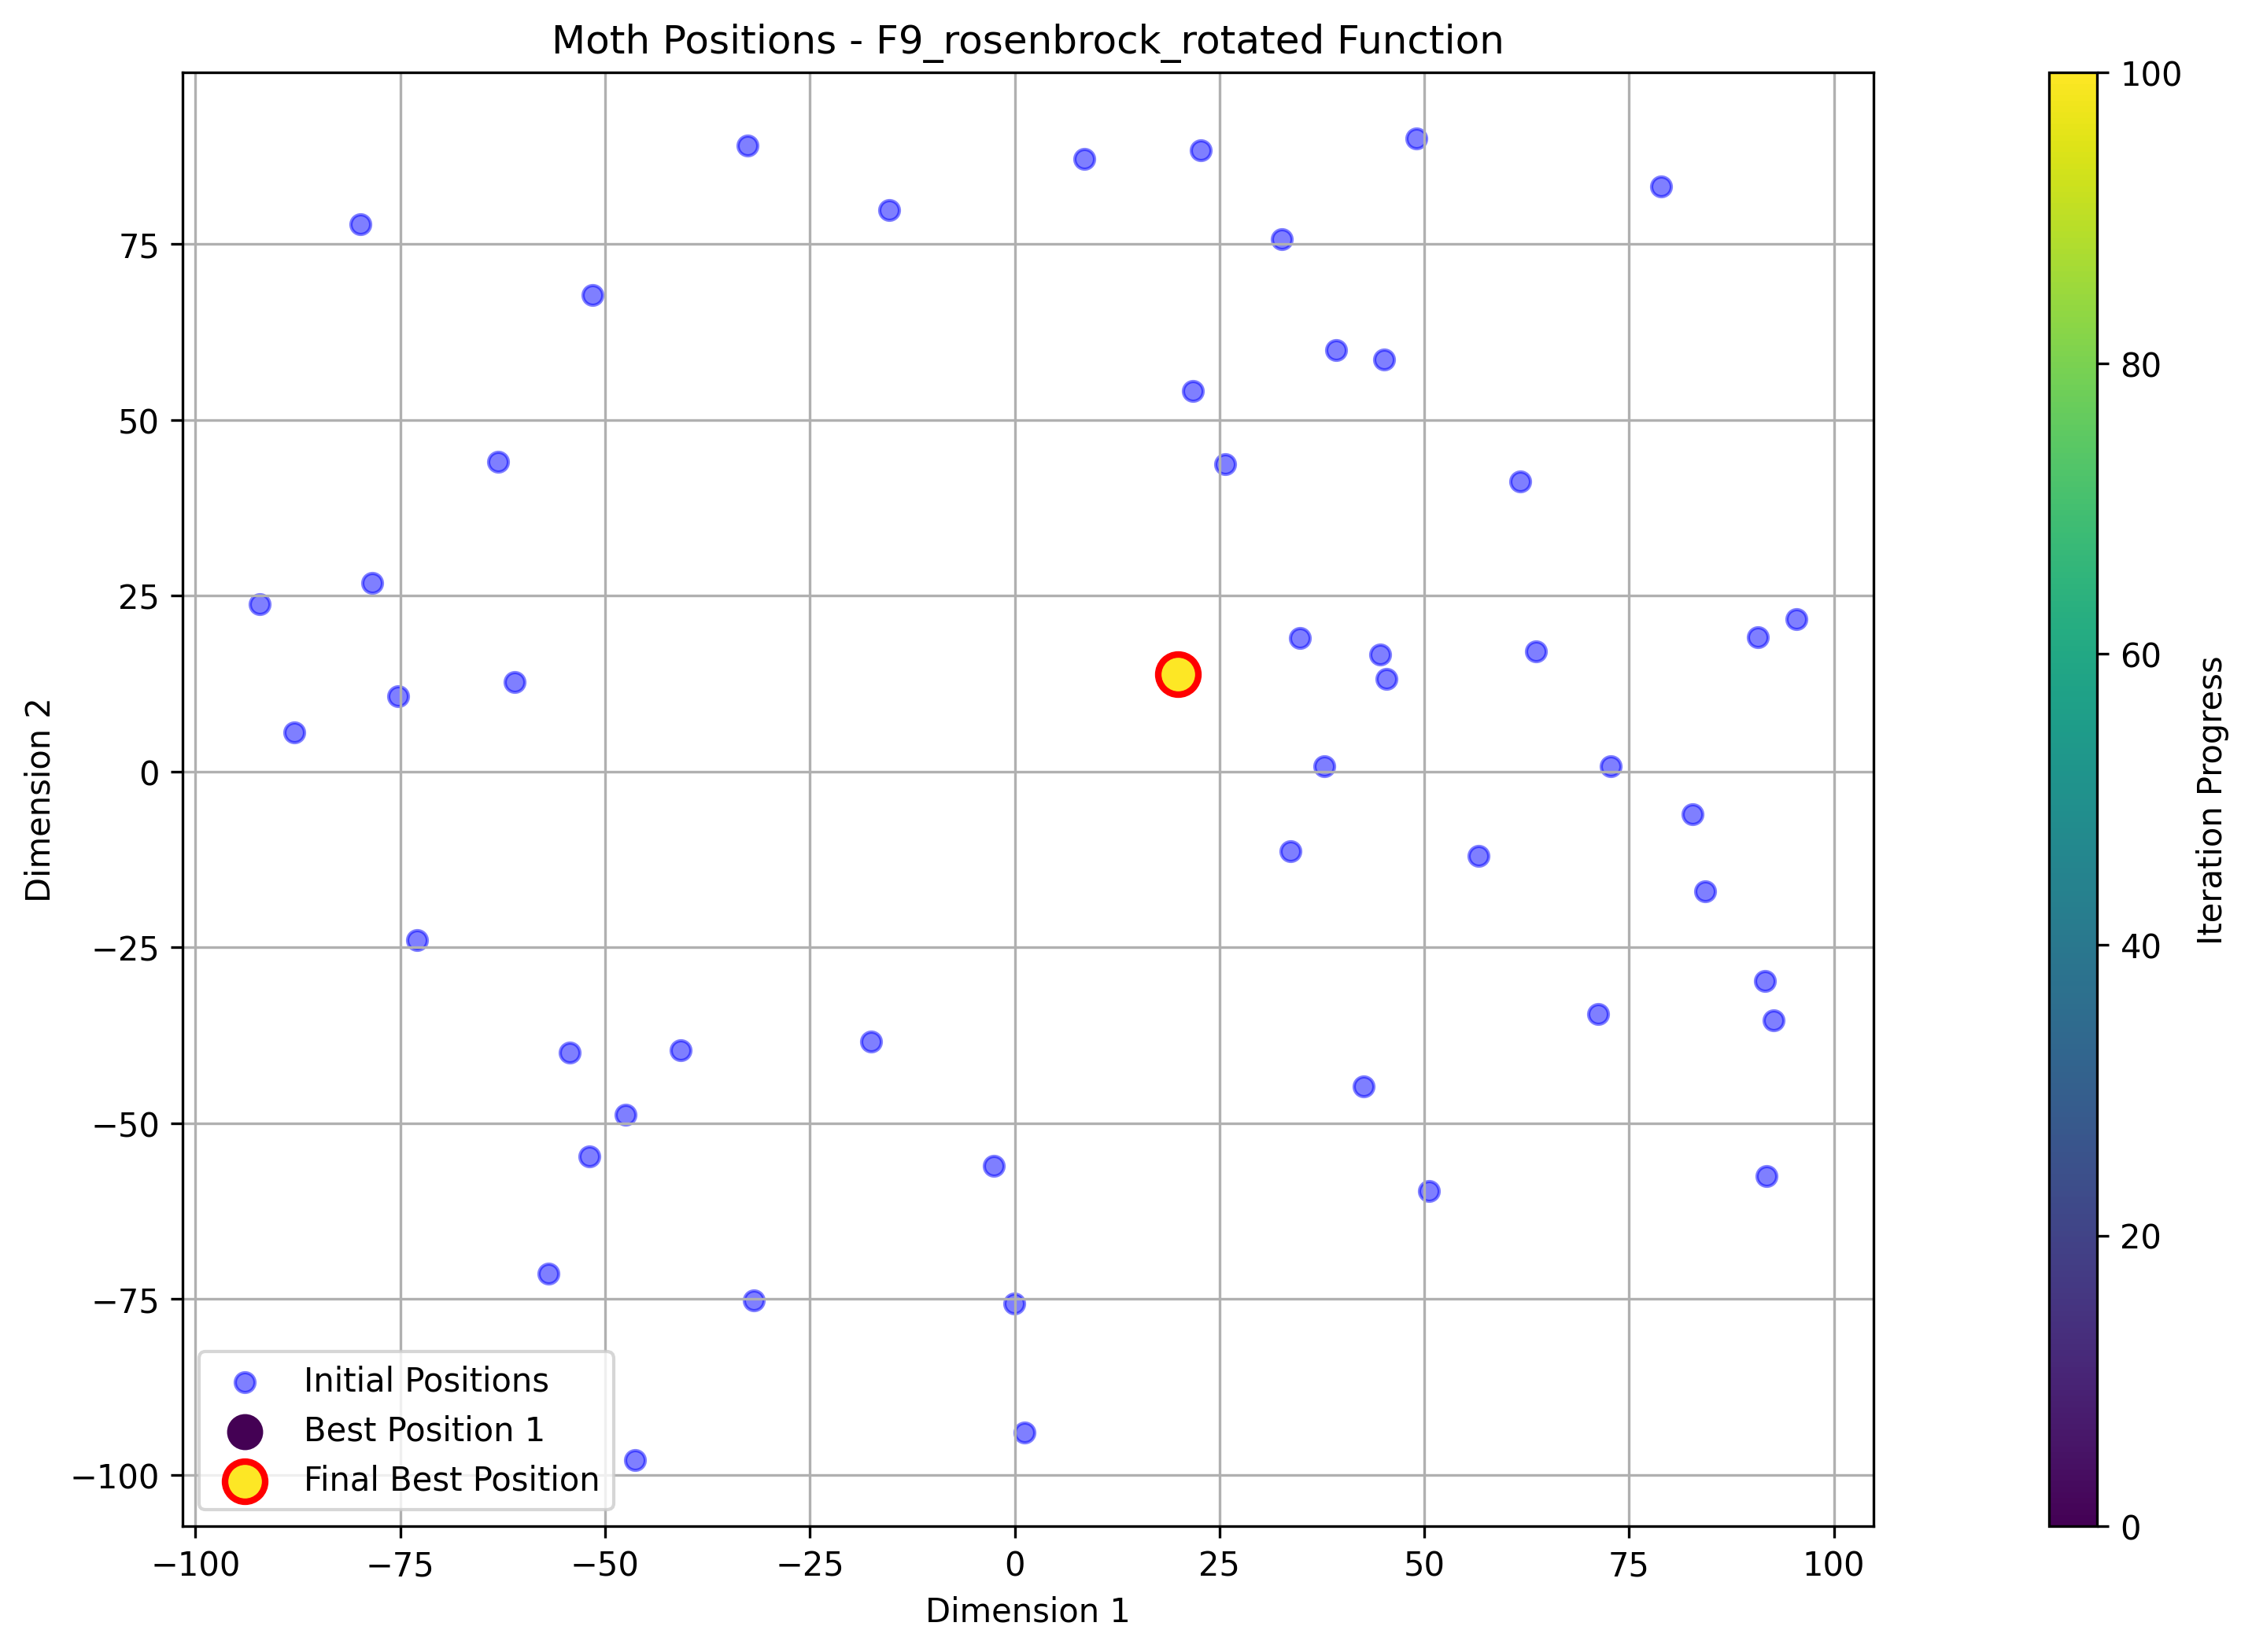 Moth Positions - F9_rosenbrock_rotated Function
Dimension 2
75
50
25
0
−25
−50
−75
−100
Initial Positions
Best Position 1
Final Best Position
−100 −75 −50 −25 0 25 50 75 100
Dimension 1
100
80
60
40
20
0
Iteration Progress